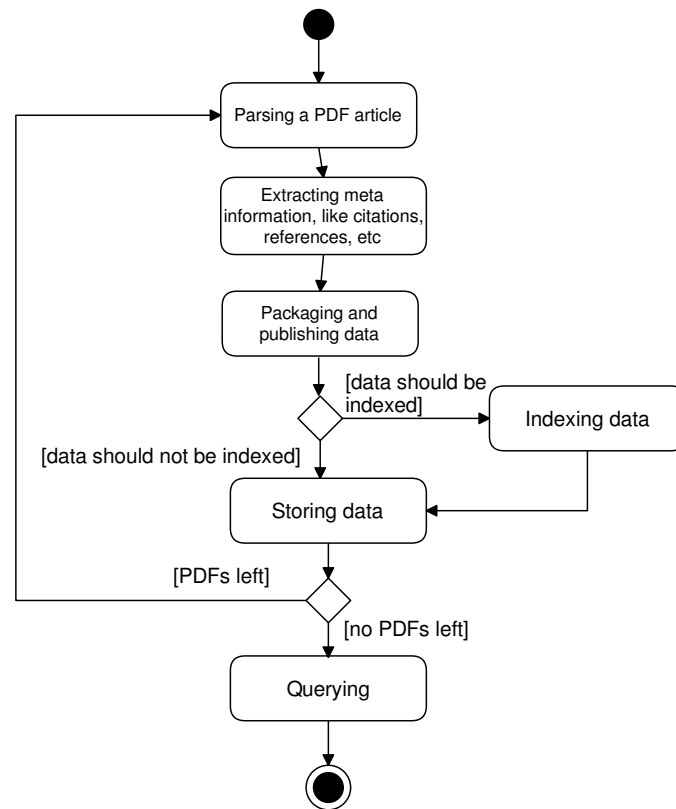 Parsing a PDF article
Extracting meta
information, like citations,
references, etc
Packaging and
publishing data
[data should be
indexed]
Indexing data
[data should not be indexed]
Storing data
[PDFs left]
[no PDFs left]
Querying